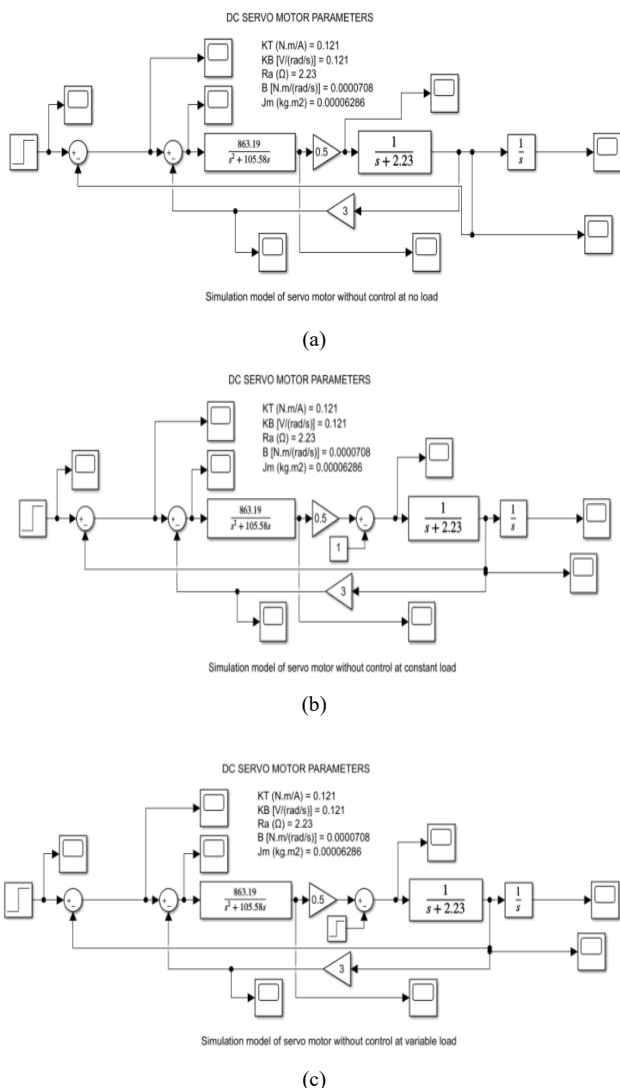 DC SERVO MOTOR PARAMETERS
KT (N.m/A) = 0.121
KB [V/(rad/s)] = 0.121
Ra (Ω) = 2.23
B [N.m/(rad/s)] = 0.0000708
Jm (kg.m2) = 0.00006286
+
−
+
−
863.19
s²+105.58s
0.5
1
s + 2.23
1
s
3
Simulation model of servo motor without control at no load
(a)
DC SERVO MOTOR PARAMETERS
KT (N.m/A) = 0.121
KB [V/(rad/s)] = 0.121
Ra (Ω) = 2.23
B [N.m/(rad/s)] = 0.0000708
Jm (kg.m2) = 0.00006286
+
−
+
−
863.19
s²+105.58s
0.5
+
−
1
s + 2.23
1
s
1
3
Simulation model of servo motor without control at constant load
(b)
DC SERVO MOTOR PARAMETERS
KT (N.m/A) = 0.121
KB [V/(rad/s)] = 0.121
Ra (Ω) = 2.23
B [N.m/(rad/s)] = 0.0000708
Jm (kg.m2) = 0.00006286
+
−
+
−
863.19
s²+105.58s
0.5
+
−
1
s + 2.23
1
s
3
Simulation model of servo motor without control at variable load
(c)